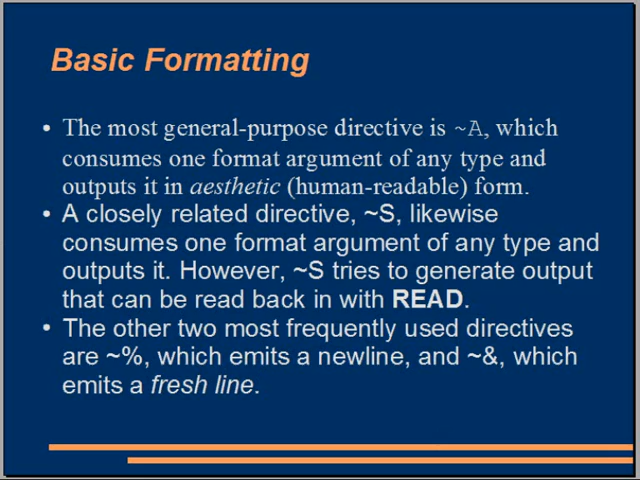 Basic Formatting
• The most general-purpose directive is ~A, which
consumes one format argument of any type and
outputs it in aesthetic (human-readable) form.
• A closely related directive, ~S, likewise
consumes one format argument of any type and
outputs it. However, ~S tries to generate output
that can be read back in with READ.
• The other two most frequently used directives
are ~%, which emits a newline, and ~&, which
emits a fresh line.